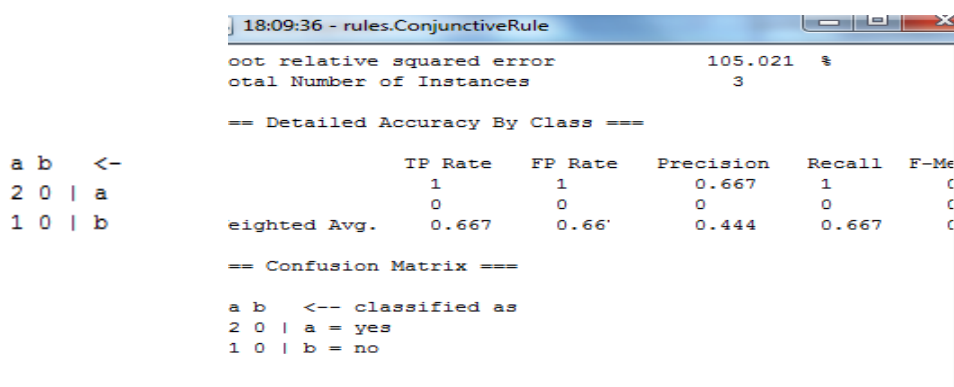 18:09:36 - rules.ConjunctiveRule
oot relative squared error 105.021 %
otal Number of Instances 3
== Detailed Accuracy By Class ===
TP Rate FP Rate Precision Recall F-Me
1 1 0.667 1
0 0 0 0
eighted Avg. 0.667 0.66 0.444 0.667
== Confusion Matrix ===
a b <-- classified as
2 0 | a = yes
1 0 | b = no
a b <-
2 0 | a
1 0 | b